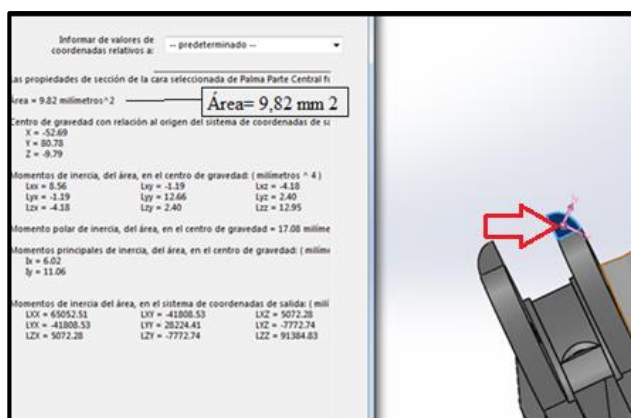 Informar de valores de
coordenadas relativos a:
-- predeterminado --
Las propiedades de sección de la cara seleccionada de Palma Parte Central
Área = 9.82 milímetros^2
Área= 9,82 mm 2
Centro de gravedad con relación al origen del sistema de coordenadas de
X = -52.69
Y = 80.78
Z = -9.79
Momentos de inercia, del área, en el centro de gravedad: ( milímetros ^ 4 )
Lxx = 8.56 Lxy = -1.19 Lxz = -4.18
Lyx = -1.19 Lyy = 12.66 Lyz = 2.40
Lzx = -4.18 Lzy = 2.40 Lzz = 12.95
Momento polar de inercia, del área, en el centro de gravedad = 17.08 milíme
Momentos principales de inercia, del área, en el centro de gravedad: ( milíme
Ix = 6.02
Iy = 11.06
Momentos de inercia del área, en el sistema de coordenadas de salida: ( milí
LXX = 65052.51 LXY = -41808.53 LXZ = 5072.28
LYX = -41808.53 LYY = 28224.41 LYZ = -7772.74
LZX = 5072.28 LZY = -7772.74 LZZ = 91384.83